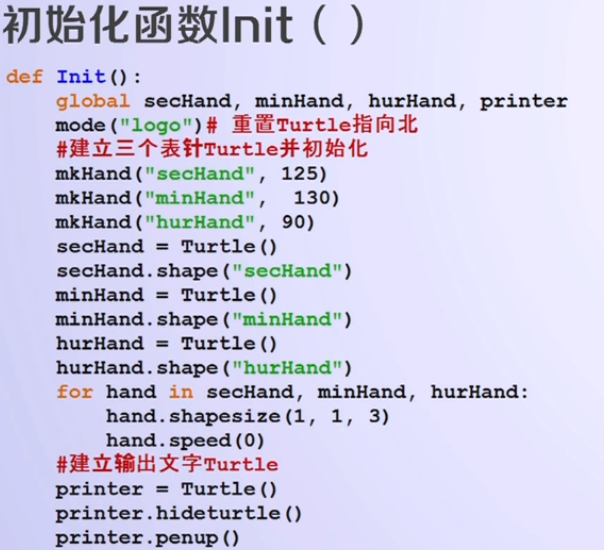 初始化函数Init（ ）
def Init():
    global secHand, minHand, hurHand, printer
    mode("logo")# 重置Turtle指向北
    #建立三个表针Turtle并初始化
    mkHand("secHand", 125)
    mkHand("minHand",  130)
    mkHand("hurHand", 90)
    secHand = Turtle()
    secHand.shape("secHand")
    minHand = Turtle()
    minHand.shape("minHand")
    hurHand = Turtle()
    hurHand.shape("hurHand")
    for hand in secHand, minHand, hurHand:
        hand.shapesize(1, 1, 3)
        hand.speed(0)
    #建立输出文字Turtle
    printer = Turtle()
    printer.hideturtle()
    printer.penup()